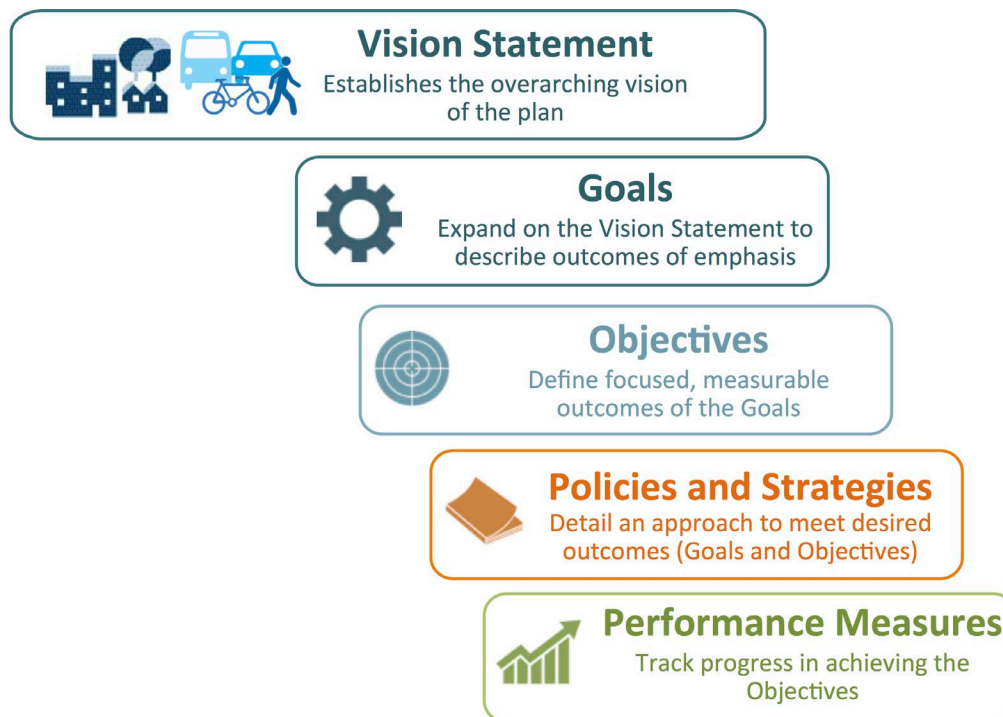 Vision Statement
Establishes the overarching vision
of the plan
Goals
Expand on the Vision Statement to
describe outcomes of emphasis
Objectives
Define focused, measurable
outcomes of the Goals
Policies and Strategies
Detail an approach to meet desired
outcomes (Goals and Objectives)
Performance Measures
Track progress in achieving the
Objectives